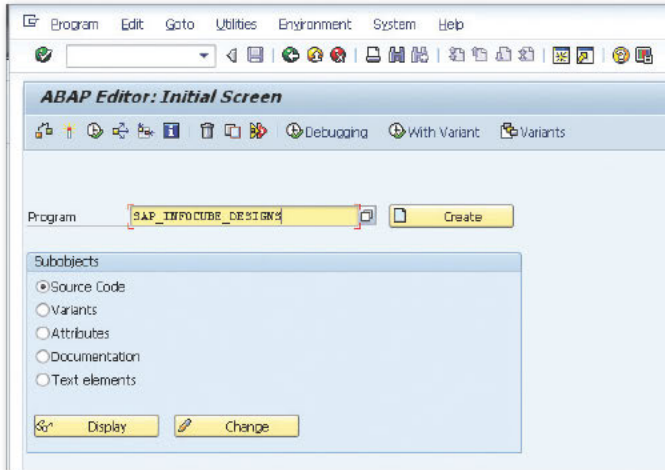 Program Edit Goto Utilities Environment System Help
ABAP Editor: Initial Screen
Debugging With Variant Variants
Program SAP_INFOCUBE_DESIGNS Create
Subobjects
Source Code
Variants
Attributes
Documentation
Text elements
Display Change